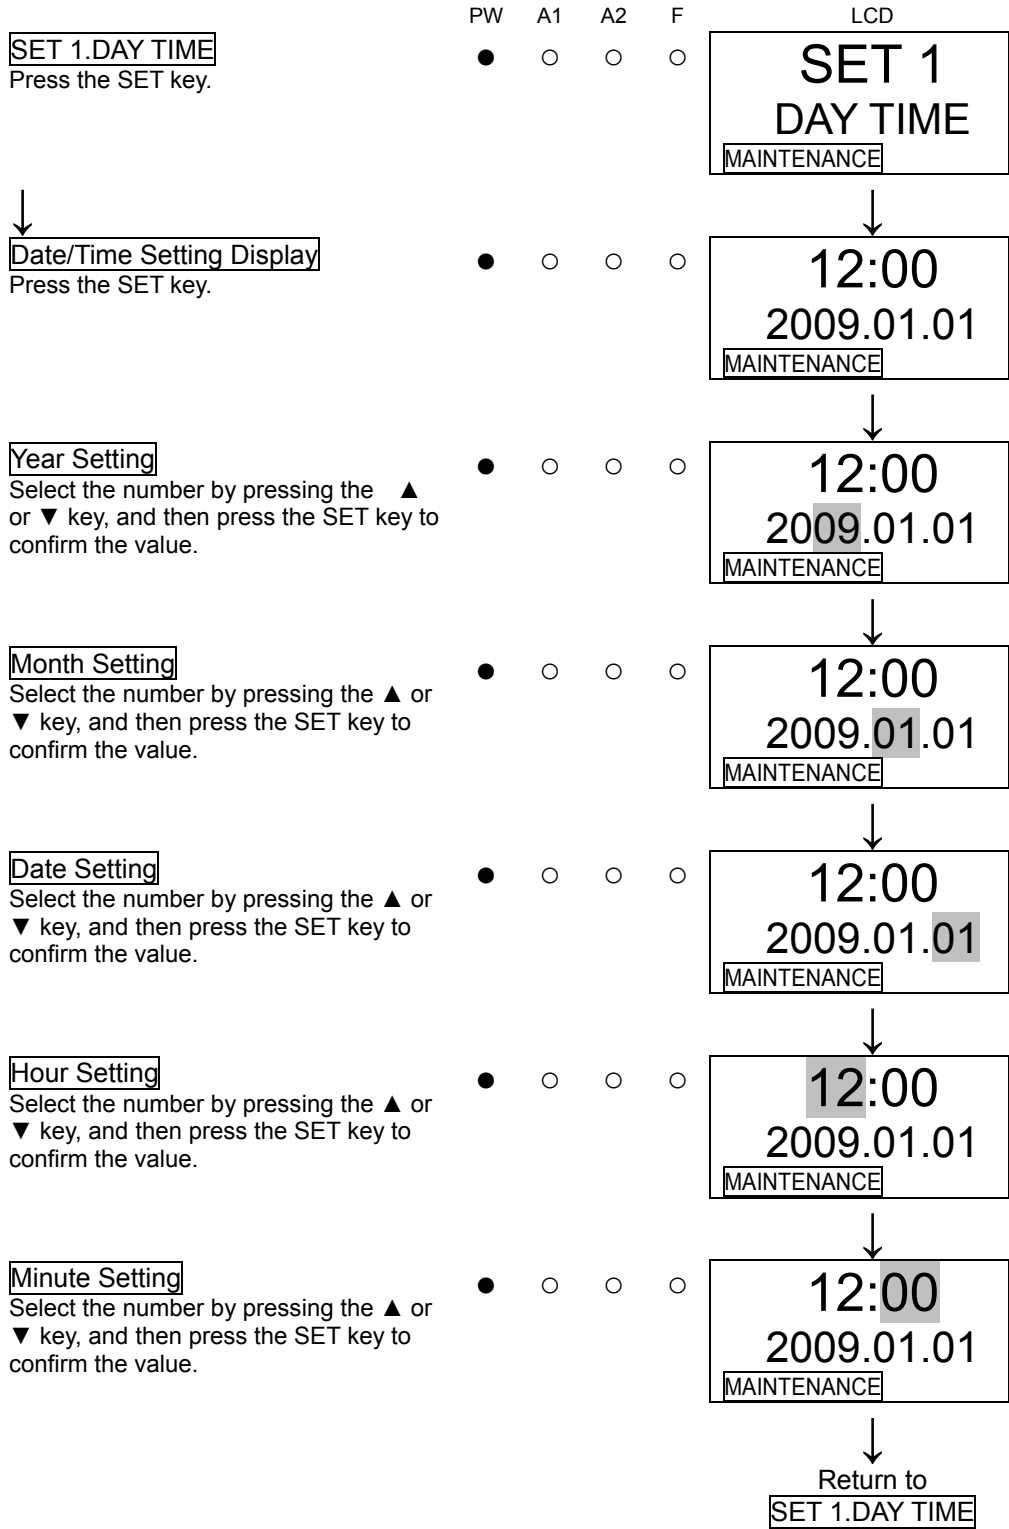 PW A1 A2 F LCD
SET 1.DAY TIME
Press the SET key.
● ○ ○ ○
SET 1
DAY TIME
MAINTENANCE
↓ ↓
Date/Time Setting Display
Press the SET key.
● ○ ○ ○
12:00
2009.01.01
MAINTENANCE
↓
Year Setting
Select the number by pressing the ▲
or ▼ key, and then press the SET key to
confirm the value.
● ○ ○ ○
12:00
2009.01.01
MAINTENANCE
↓
Month Setting
Select the number by pressing the ▲ or
▼ key, and then press the SET key to
confirm the value.
● ○ ○ ○
12:00
2009.01.01
MAINTENANCE
↓
Date Setting
Select the number by pressing the ▲ or
▼ key, and then press the SET key to
confirm the value.
● ○ ○ ○
12:00
2009.01.01
MAINTENANCE
↓
Hour Setting
Select the number by pressing the ▲ or
▼ key, and then press the SET key to
confirm the value.
● ○ ○ ○
12:00
2009.01.01
MAINTENANCE
↓
Minute Setting
Select the number by pressing the ▲ or
▼ key, and then press the SET key to
confirm the value.
● ○ ○ ○
12:00
2009.01.01
MAINTENANCE
↓
Return to
SET 1.DAY TIME